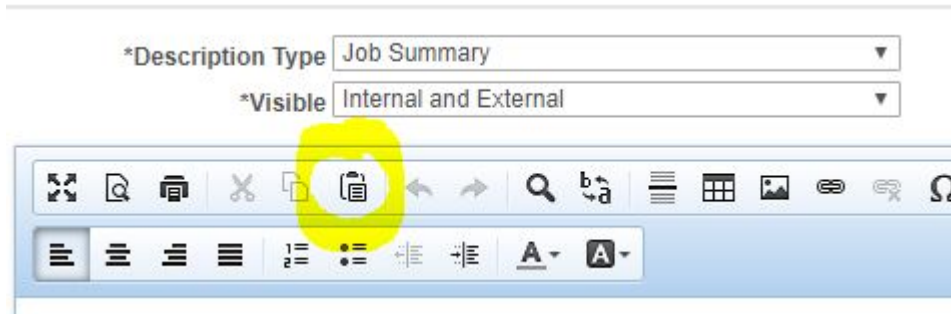 *Description Type Job Summary
*Visible Internal and External